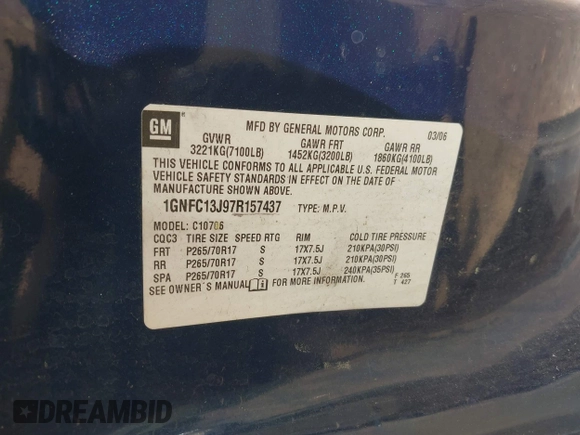 GM
MFD BY GENERAL MOTORS CORP. 03/06
GVWR GAWR FRT GAWR RR
3221KG(7100LB) 1452KG(3200LB) 1860KG(4100LB)
THIS VEHICLE CONFORMS TO ALL APPLICABLE U.S. FEDERAL MOTOR
VEHICLE SAFETY STANDARDS IN EFFECT ON THE DATE OF
MANUFACTURE SHOWN ABOVE.
1GNFC13J97R157437 TYPE: M.P.V.
MODEL: C10706
CQC3 TIRE SIZE SPEED RTG RIM COLD TIRE PRESSURE
FRT P265/70R17 S 17X7.5J 210KPA(30PSI)
RR P265/70R17 S 17X7.5J 210KPA(30PSI)
SPA P265/70R17 S 17X7.5J 240KPA(35PSI)
SEE OWNER'S MANUAL FOR MORE INFORMATION.
F 265
T 427
DREAMBID